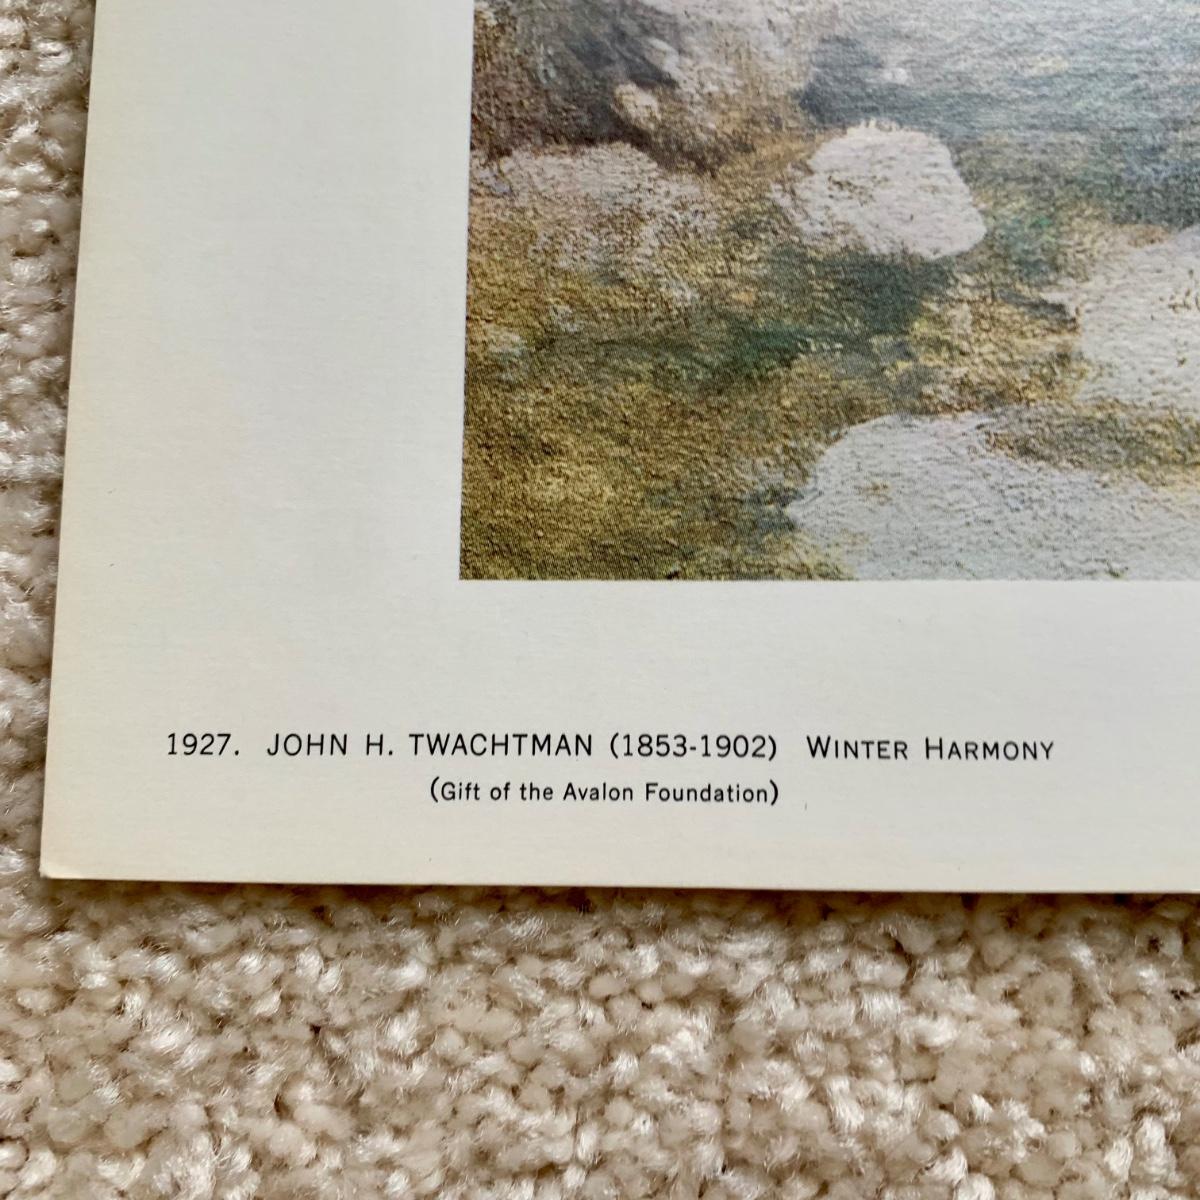 1927. JOHN H. TWACHTMAN (1853-1902) WINTER HARMONY
(Gift of the Avalon Foundation)